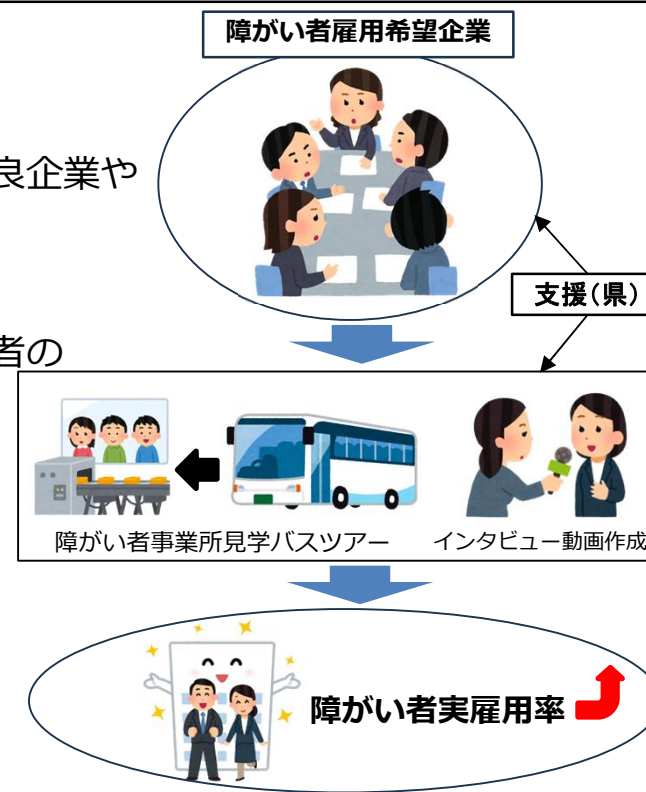 障がい者雇用希望企業
良企業や
支援(県)
者の
障がい者事業所見学バスツアー
インタビュー動画作成
障がい者実雇用率